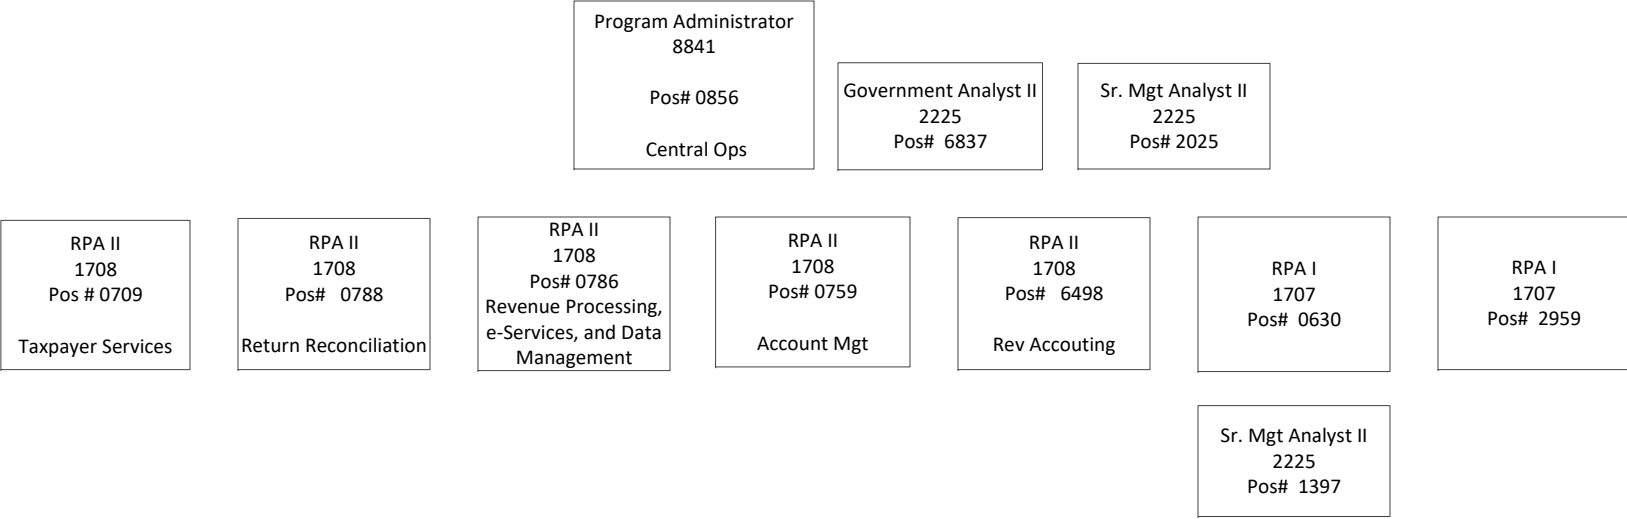 Program Administrator
8841
Pos# 0856
Central Ops
Government Analyst II
2225
Pos#  6837
Sr. Mgt Analyst II
2225
Pos# 2025
RPA II
1708
Pos # 0709
Taxpayer Services
RPA II
1708
Pos#   0788
Return Reconciliation
RPA II
1708
Pos# 0786
Revenue Processing,
e-Services, and Data
Management
RPA II
1708
Pos# 0759
Account Mgt
RPA II
1708
Pos#   6498
Rev Accouting
RPA I
1707
Pos#  0630
RPA I
1707
Pos#  2959
Sr. Mgt Analyst II
2225
Pos#  1397